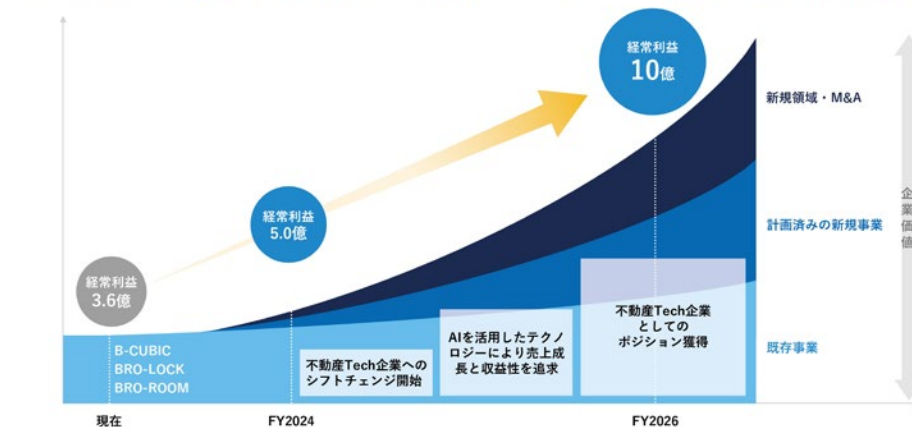 経常利益
10億
新規領域・M&A
経常利益
5.0億
計画済みの新規事業
企業価値
経常利益
3.6億
B-CUBIC
BRO-LOCK
BRO-ROOM
不動産Tech企業への
シフトチェンジ開始
AIを活用したテクノ
ロジーにより売上成
長と収益性を追求
不動産Tech企業
としての
ポジション獲得
既存事業
現在
FY2024
FY2026